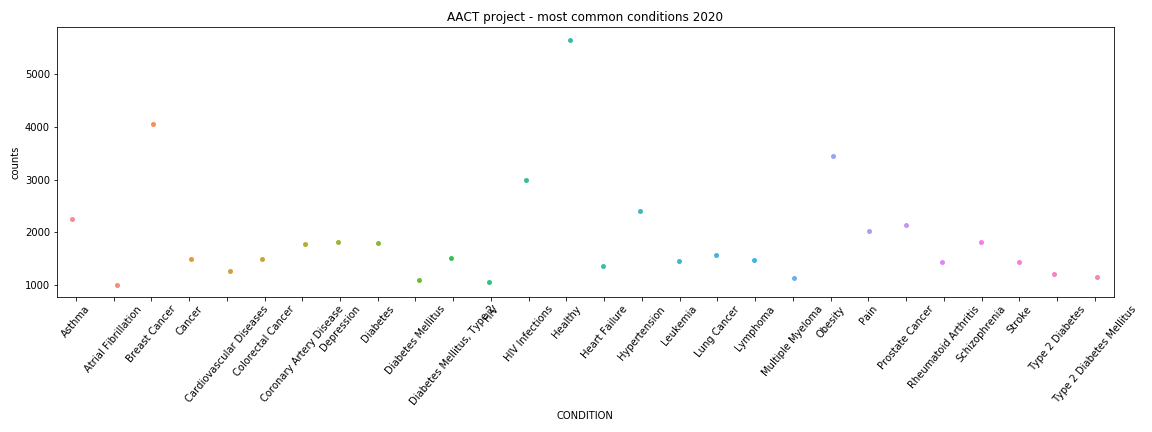 AACT project - most common conditions 2020
counts
5000
4000
3000
2000
1000
Asthma
Atrial Fibrillation
Breast Cancer
Cancer
Cardiovascular Diseases
Colorectal Cancer
Coronary Artery Disease
Depression
Diabetes
Diabetes Mellitus
Diabetes Mellitus, Type 2
HIV
HIV Infections
Healthy
Heart Failure
Hypertension
Leukemia
Lung Cancer
Lymphoma
Multiple Myeloma
Obesity
Pain
Prostate Cancer
Rheumatoid Arthritis
Schizophrenia
Stroke
Type 2 Diabetes
Type 2 Diabetes Mellitus
CONDITION